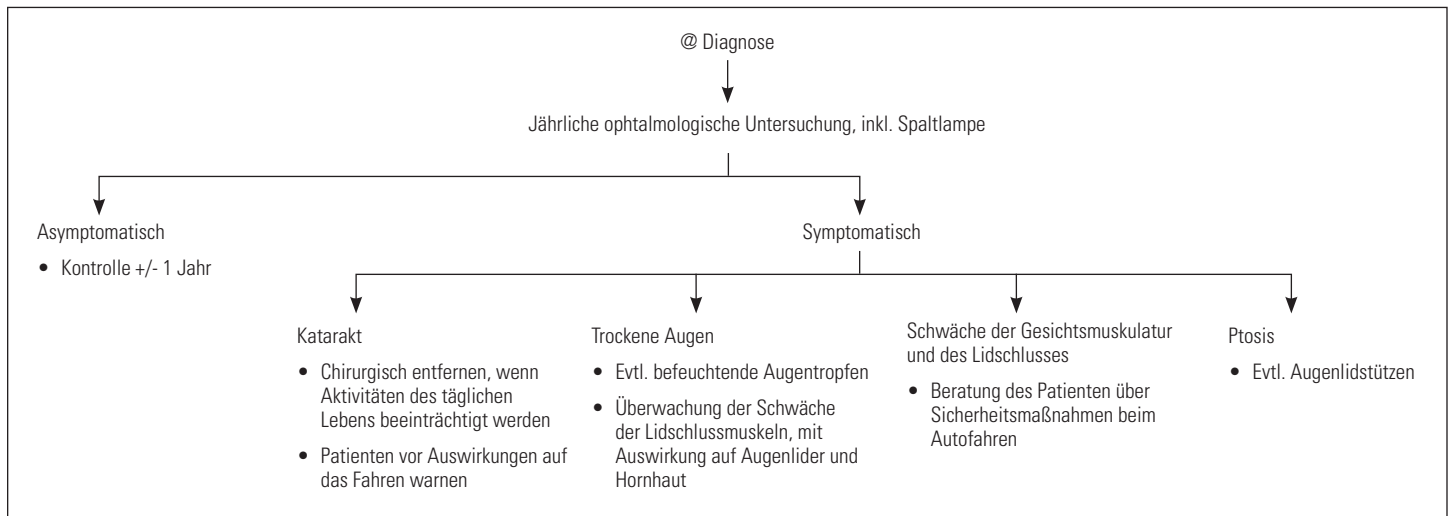 @ Diagnose
Jährliche ophtalmologische Untersuchung, inkl. Spaltlampe
Asymptomatisch
• Kontrolle +/- 1 Jahr
Symptomatisch
Katarakt
• Chirurgisch entfernen, wenn
Aktivitäten des täglichen
Lebens beeinträchtigt werden
• Patienten vor Auswirkungen auf
das Fahren warnen
Trockene Augen
• Evtl. befeuchtende Augentropfen
• Überwachung der Schwäche
der Lidschlussmuskeln, mit
Auswirkung auf Augenlider und
Hornhaut
Schwäche der Gesichtsmuskulatur
und des Lidschlusses
• Beratung des Patienten über
Sicherheitsmaßnahmen beim
Autofahren
Ptosis
• Evtl. Augenlidstützen